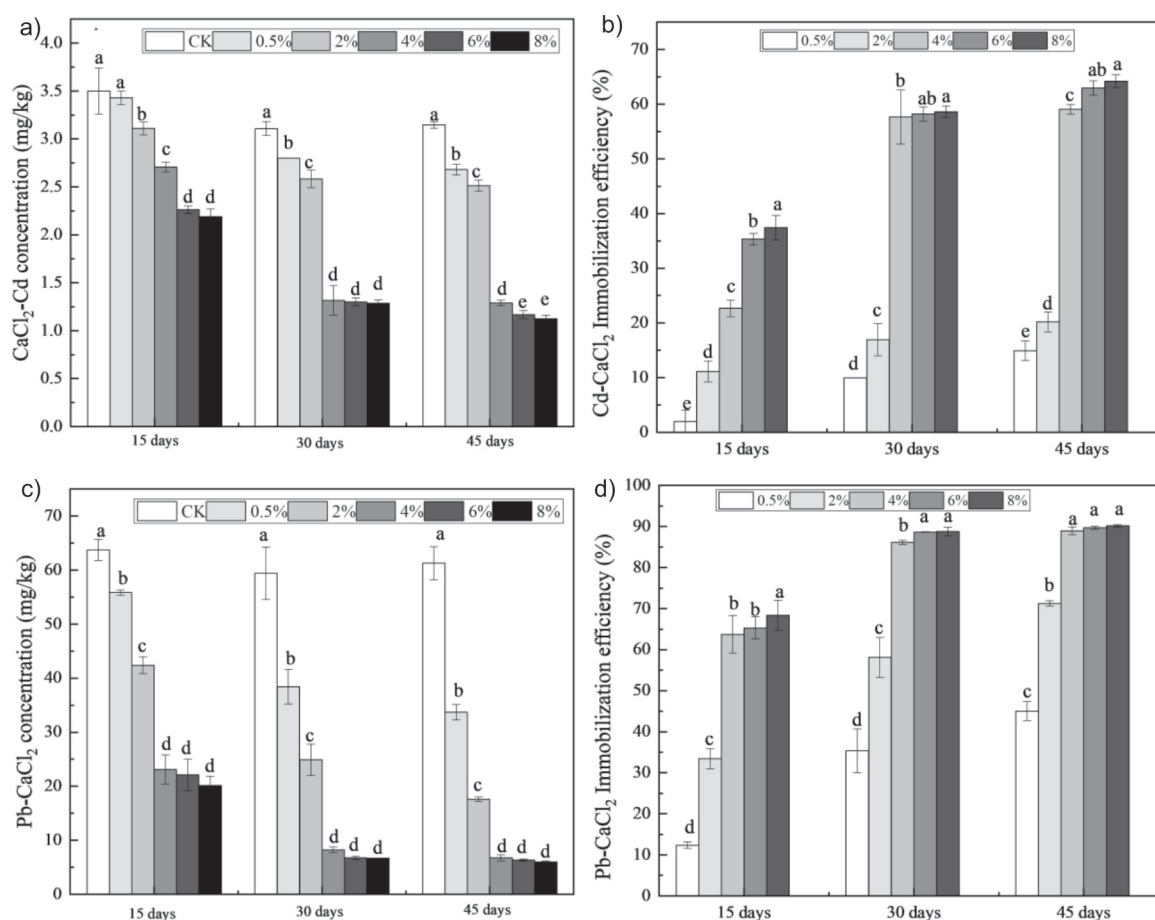 a)
CK 0.5% 2% 4% 6% 8%
CaCl₂-Cd concentration (mg/kg)
4.0
3.5
3.0
2.5
2.0
1.5
1.0
0.5
0.0
a a b c d d
a b c d d d
a b c d e e
15 days 30 days 45 days
b)
0.5% 2% 4% 6% 8%
Cd-CaCl₂ Immobilization efficiency (%)
70
60
50
40
30
20
10
0
e d c b a
d c b ab a
e d c ab a
15 days 30 days 45 days
c)
CK 0.5% 2% 4% 6% 8%
Pb-CaCl₂ concentration (mg/kg)
70
60
50
40
30
20
10
0
a b c d d d
a b c d d d
a b c d d d
15 days 30 days 45 days
d)
0.5% 2% 4% 6% 8%
Pb-CaCl₂ Immobilization efficiency (%)
100
90
80
70
60
50
40
30
20
10
0
d c b b a
d c b a a
c b a a a
15 days 30 days 45 days